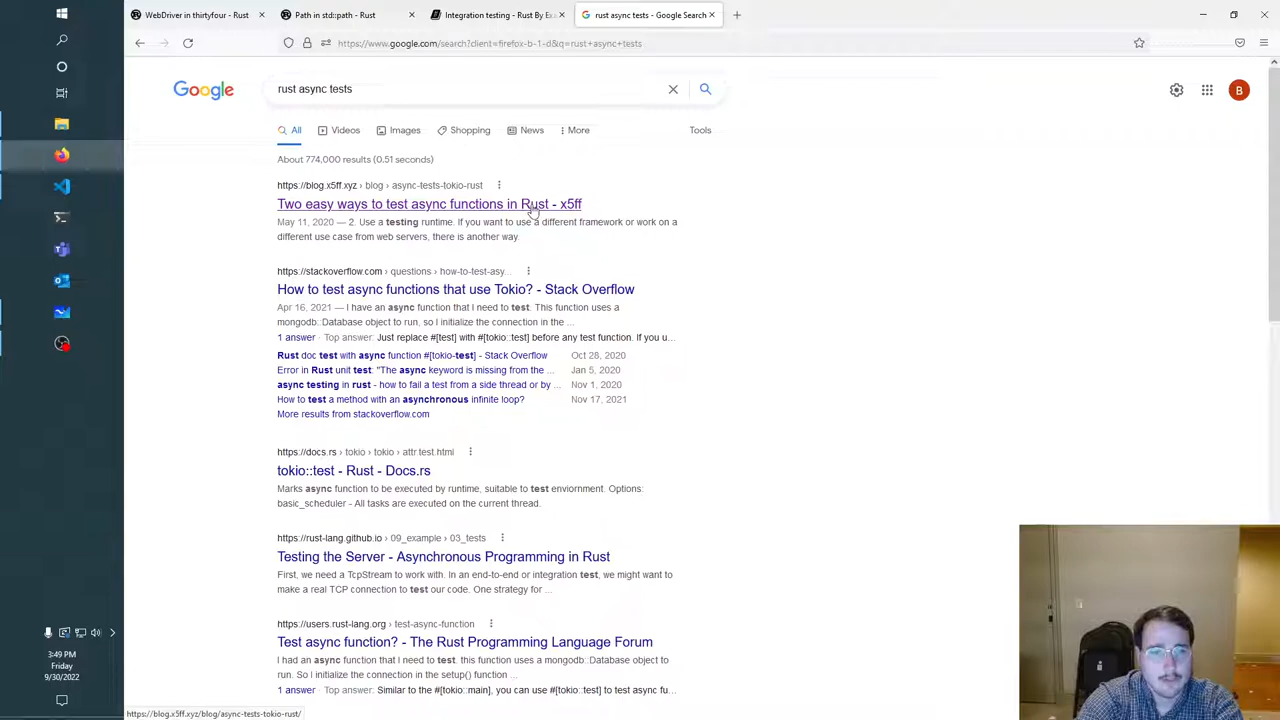 WebDriver in thirtyfour - Rust
Path in std::path - Rust
Integration testing - Rust By Ex
rust async tests - Google Search
https://www.google.com/search?client=firefox-b-1-d&q=rust+async+tests
Google
rust async tests
B
All
Videos
Images
Shopping
News
More
Tools
About 774,000 results (0.51 seconds)
https://blog.x5ff.xyz › blog › async-tests-tokio-rust
Two easy ways to test async functions in Rust - x5ff
May 11, 2020 — 2. Use a testing runtime. If you want to use a different framework or work on a
different use case from web servers, there is another way.
https://stackoverflow.com › questions › how-to-test-asy...
How to test async functions that use Tokio? - Stack Overflow
Apr 16, 2021 — I have an async function that I need to test. This function uses a
mongodb::Database object to run, so I initialize the connection in the ...
1 answer · Top answer: Just replace #[test] with #[tokio::test] before any test function. If you u...
Rust doc test with async function #[tokio-test] - Stack Overflow Oct 28, 2020
Error in Rust unit test: "The async keyword is missing from the ... Jan 5, 2020
async testing in rust - how to fail a test from a side thread or by ... Nov 1, 2020
How to test a method with an asynchronous infinite loop? Nov 17, 2021
More results from stackoverflow.com
https://docs.rs › tokio › tokio › attr.test.html
tokio::test - Rust - Docs.rs
Marks async function to be executed by runtime, suitable to test enviornment. Options:
basic_scheduler - All tasks are executed on the current thread.
https://rust-lang.github.io › 09_example › 03_tests
Testing the Server - Asynchronous Programming in Rust
First, we need a TcpStream to work with. In an end-to-end or integration test, we might want to
make a real TCP connection to test our code. One strategy for ...
https://users.rust-lang.org › test-async-function
Test async function? - The Rust Programming Language Forum
I had an async function that I need to test. this function uses a mongodb::Database object to
run. So I initialize the connection in the setup() function ...
1 answer · Top answer: Similar to the #[tokio::main], you can use #[tokio::test] to test async fu...
https://blog.x5ff.xyz/blog/async-tests-tokio-rust/
3:49 PM
Friday
9/30/2022